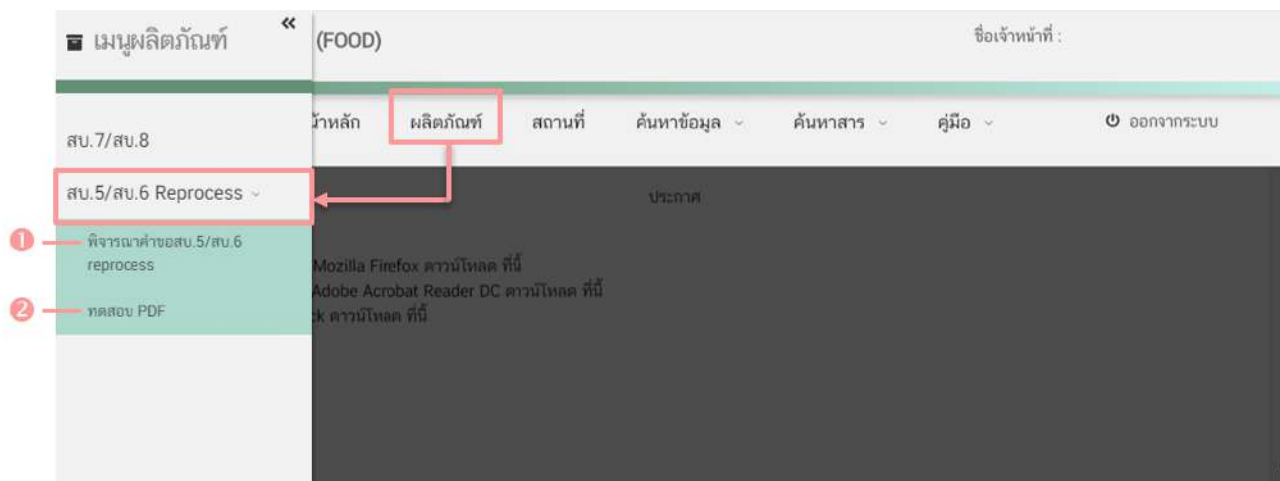 เมนูผลิตภัณฑ์
«
(FOOD)
ชื่อเจ้าหน้าที่ :
น้าหลัก
ผลิตภัณฑ์
สถานที่
ค้นหาข้อมูล
ค้นหาสาร
คู่มือ
ออกจากระบบ
สบ.7/สบ.8
สบ.5/สบ.6 Reprocess
ประกาศ
1
พิจารณาคำขอสบ.5/สบ.6
reprocess
2
ทดสอบ PDF
Mozilla Firefox ดาวน์โหลด ที่นี้
Adobe Acrobat Reader DC ดาวน์โหลด ที่นี้
ck ดาวน์โหลด ที่นี้